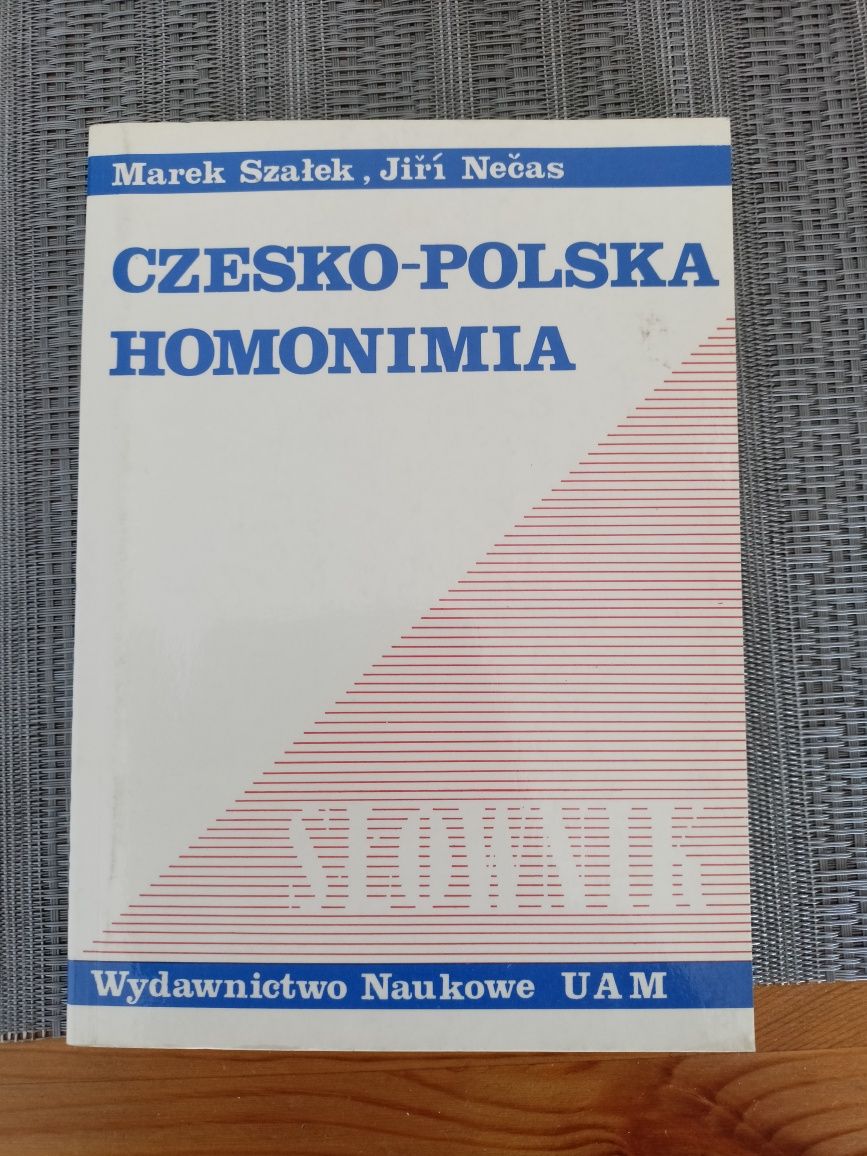 Marek Szałek, Jiří Nečas
CZESKO-POLSKA
HOMONIMIA
SŁOWNIK
Wydawnictwo Naukowe UAM